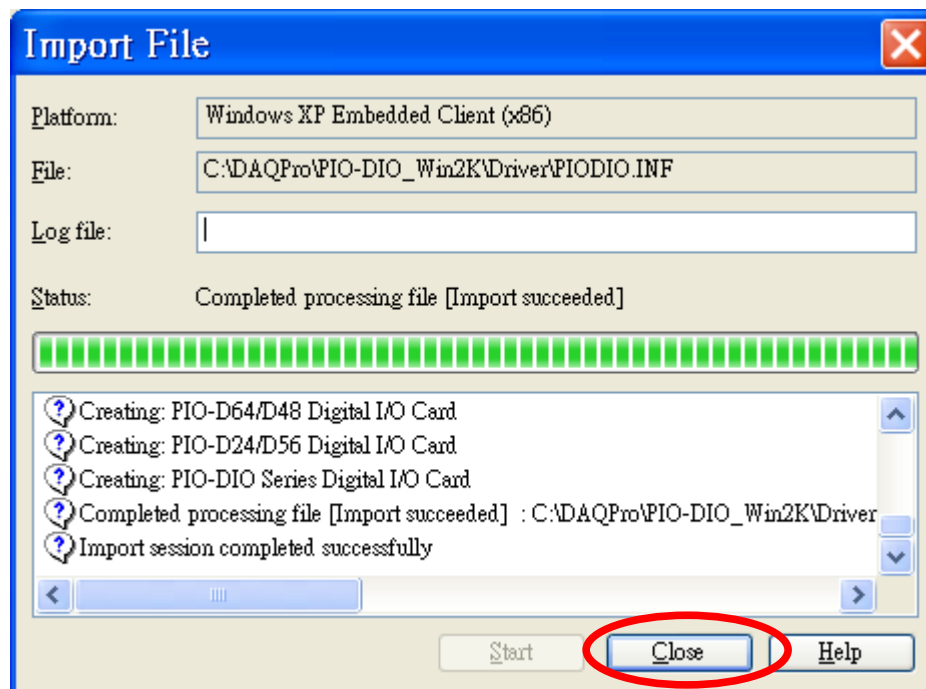 Import File
Platform: Windows XP Embedded Client (x86)
File: C:\DAQPro\PIO-DIO_Win2K\Driver\PIODIO.INF
Log file:
Status: Completed processing file [Import succeeded]
Creating: PIO-D64/D48 Digital I/O Card
Creating: PIO-D24/D56 Digital I/O Card
Creating: PIO-DIO Series Digital I/O Card
Completed processing file [Import succeeded] : C:\DAQPro\PIO-DIO_Win2K\Driver
Import session completed successfully
Start Close Help